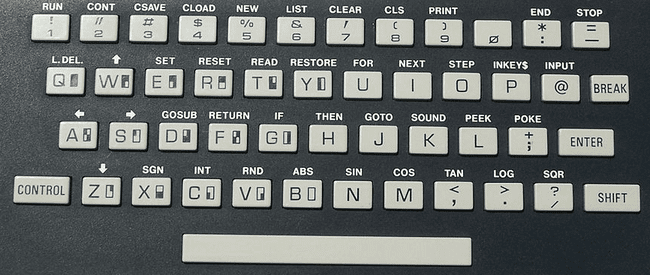 RUN CONT CSAVE CLOAD NEW LIST CLEAR CLS PRINT END STOP
! " # $ % & ' ( ) * =
1 2 3 4 5 6 7 8 9 Ø : –
L.DEL. ↑ SET RESET READ RESTORE FOR NEXT STEP INKEY$ INPUT
Q W E R T Y U I O P @ BREAK
← → GOSUB RETURN IF THEN GOTO SOUND PEEK POKE
A S D F G H J K L + ; ENTER
↓ SGN INT RND ABS SIN COS TAN LOG SQR
CONTROL Z X C V B N M < , > . ? / SHIFT